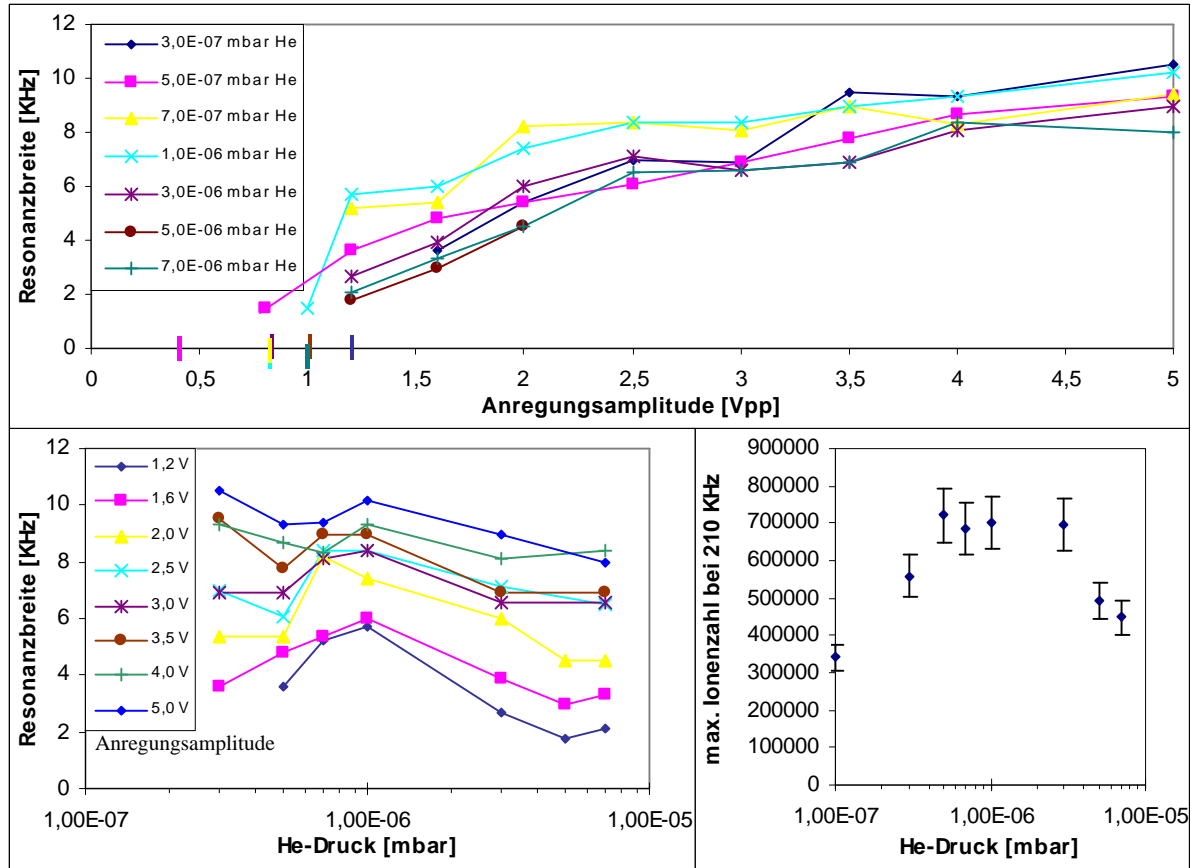 12
10
8
6
4
2
0
Resonanzbreite [KHz]
3,0E-07 mbar He
5,0E-07 mbar He
7,0E-07 mbar He
1,0E-06 mbar He
3,0E-06 mbar He
5,0E-06 mbar He
7,0E-06 mbar He
0 0,5 1 1,5 2 2,5 3 3,5 4 4,5 5
Anregungsamplitude [Vpp]
12
10
8
6
4
2
0
Resonanzbreite [KHz]
1,2 V
1,6 V
2,0 V
2,5 V
3,0 V
3,5 V
4,0 V
5,0 V
Anregungsamplitude
1,00E-07 1,00E-06 1,00E-05
He-Druck [mbar]
900000
800000
700000
600000
500000
400000
300000
200000
100000
0
max. Ionenzahl bei 210 KHz
1,00E-07 1,00E-06 1,00E-05
He-Druck [mbar]